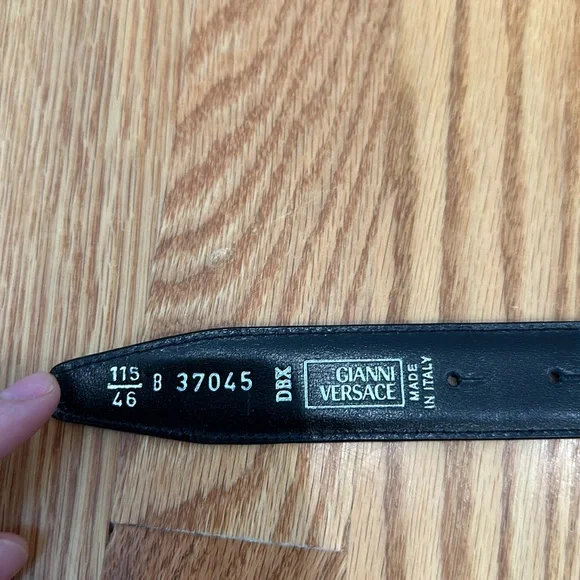 115
46
B 37045
DBX
GIANNI
VERSACE
MADE
IN ITALY